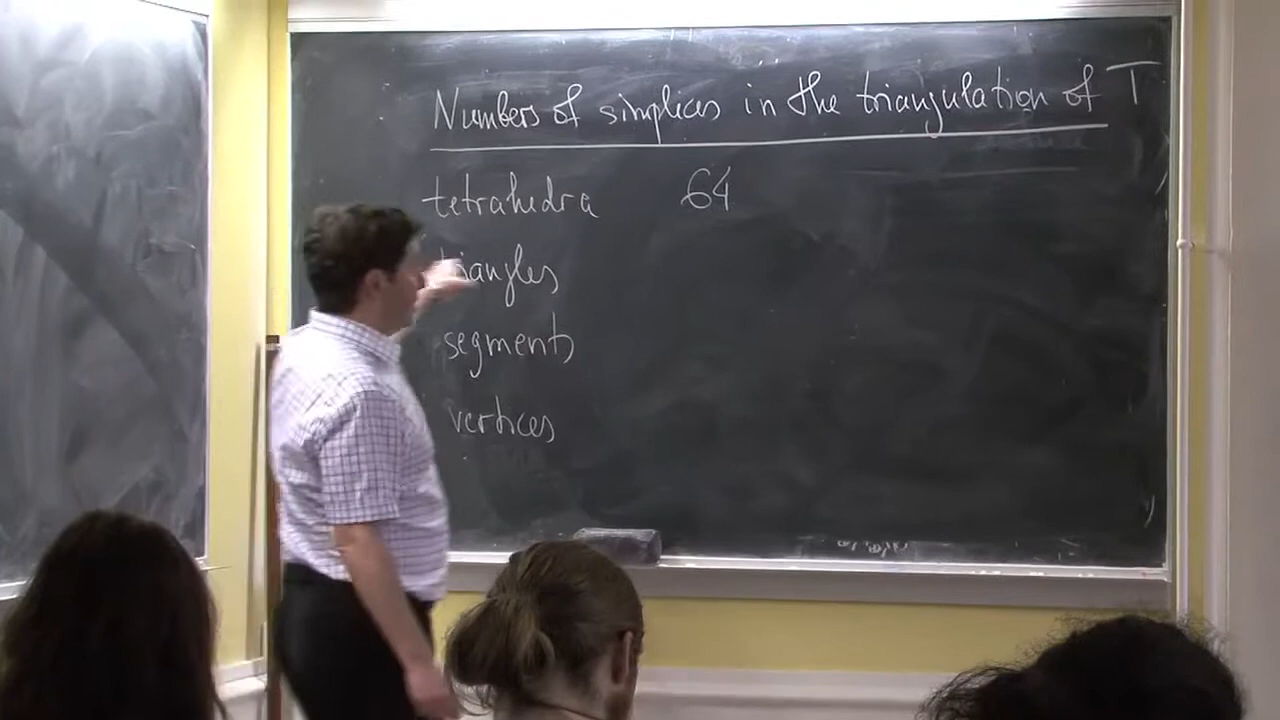 Numbers of simplices in the triangulation of T
tetrahedra 64
triangles
segments
vertices